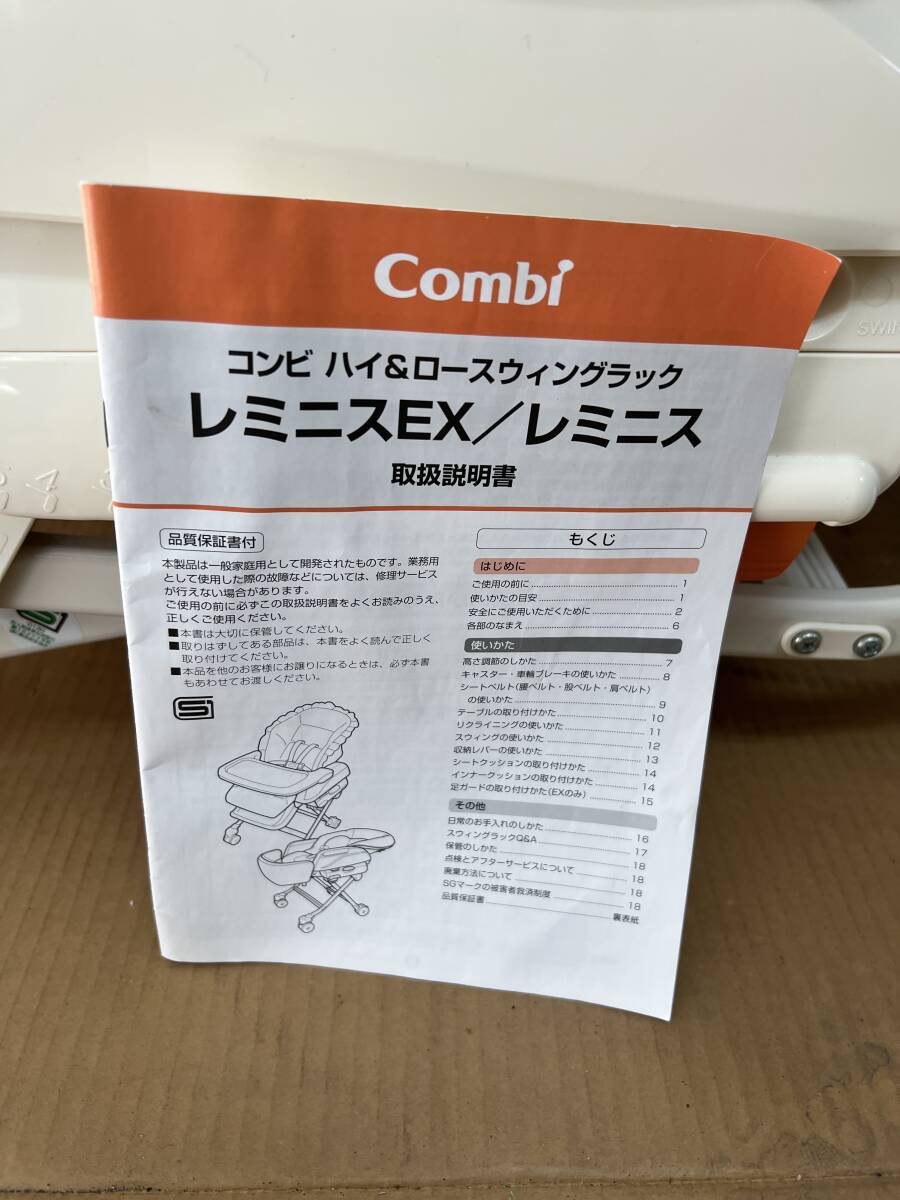 Combi
コンビ ハイ&ロースウィングラック
レミニスEX／レミニス
取扱説明書
品質保証書付
本製品は一般家庭用として開発されたものです。業務用
として使用した際の故障などについては、修理サービス
が行えない場合があります。
ご使用の前に必ずこの取扱説明書をよくお読みのうえ、
正しくご使用ください。
■本書は大切に保管してください。
■取りはずしてある部品は、本書をよく読んで正しく
取り付けてください。
■本品を他のお客様にお譲りになるときは、必ず本書
もあわせてお渡しください。
もくじ
はじめに
ご使用の前に 1
使いかたの目安 1
安全にご使用いただくために 2
各部のなまえ 6
使いかた
高さ調節のしかた 7
キャスター・車輪ブレーキの使いかた 8
シートベルト(腰ベルト・股ベルト・肩ベルト)
の使いかた 9
テーブルの取り付けかた 10
リクライニングの使いかた 11
スウィングの使いかた 12
収納レバーの使いかた 13
シートクッションの取り付けかた 14
インナークッションの取り付けかた 14
足ガードの取り付けかた(EXのみ) 15
その他
日常のお手入れのしかた 16
スウィングラックQ&A 17
保管のしかた 18
点検とアフターサービスについて 18
廃棄方法について 18
SGマークの被害者救済制度 18
品質保証書 裏表紙
SWIN